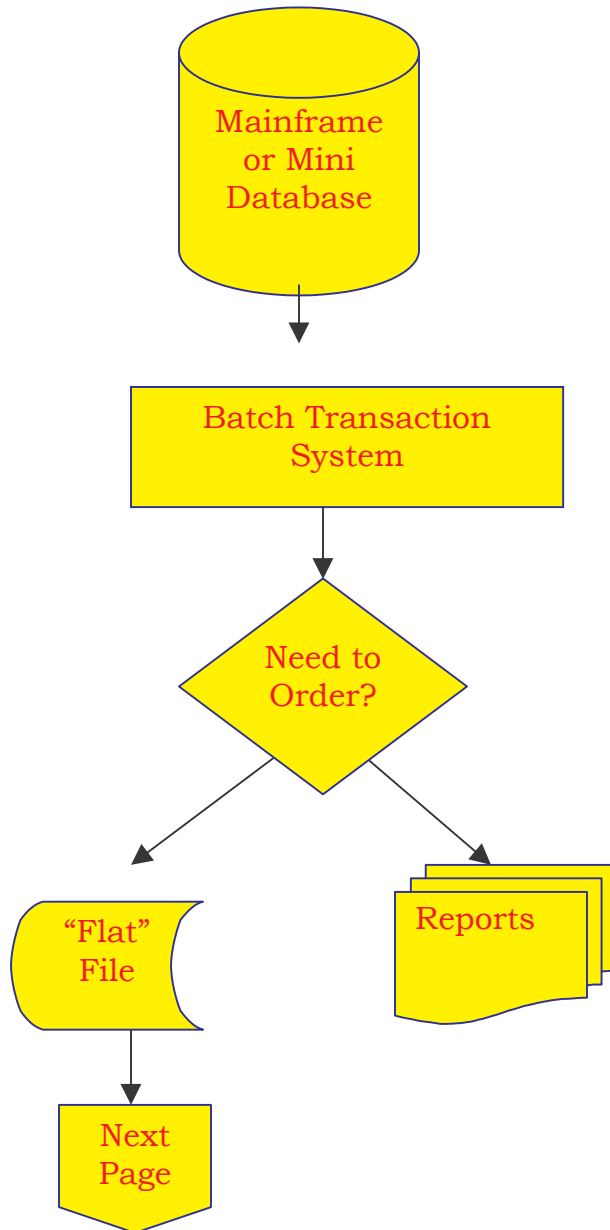 Mainframe
or Mini
Database
Batch Transaction
System
Need to
Order?
“Flat”
File
Reports
Next
Page